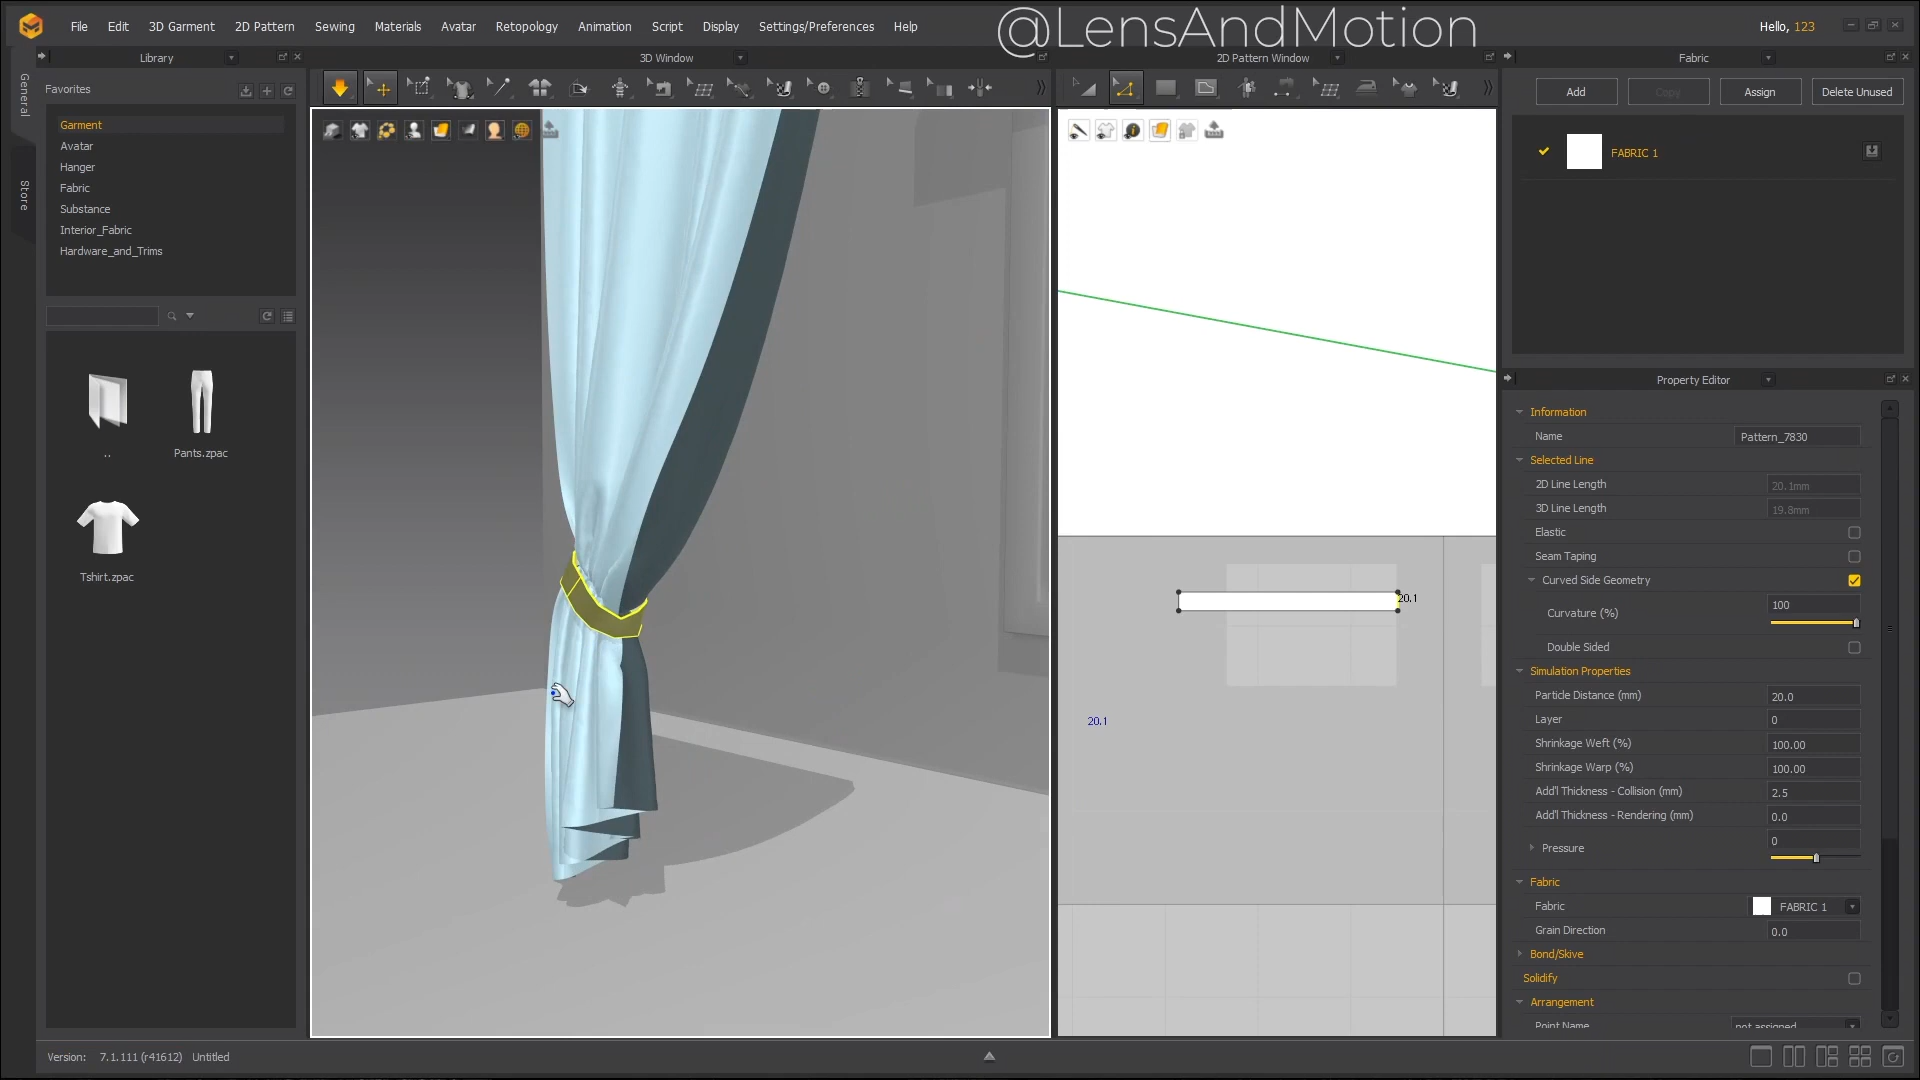 File Edit 3D Garment 2D Pattern Sewing Materials Avatar Retopology Animation Script Display Settings/Preferences Help
@LensAndMotion
Hello, 123
Library
3D Window
2D Pattern Window
Fabric
General
Store
Favorites
Garment
Avatar
Hanger
Fabric
Substance
Interior_Fabric
Hardware_and_Trims
..
Pants.zpac
Tshirt.zpac
20.1
20.1
Add Copy Assign Delete Unused
FABRIC 1
Property Editor
Information
Name Pattern_7830
Selected Line
2D Line Length 20.1mm
3D Line Length 19.8mm
Elastic
Seam Taping
Curved Side Geometry
Curvature (%) 100
Double Sided
Simulation Properties
Particle Distance (mm) 20.0
Layer 0
Shrinkage Weft (%) 100.00
Shrinkage Warp (%) 100.00
Add'l Thickness - Collision (mm) 2.5
Add'l Thickness - Rendering (mm) 0.0
Pressure 0
Fabric
Fabric FABRIC 1
Grain Direction 0.0
Bond/Skive
Solidify
Arrangement
Point Name not assigned
Version: 7.1.111 (r41612) Untitled